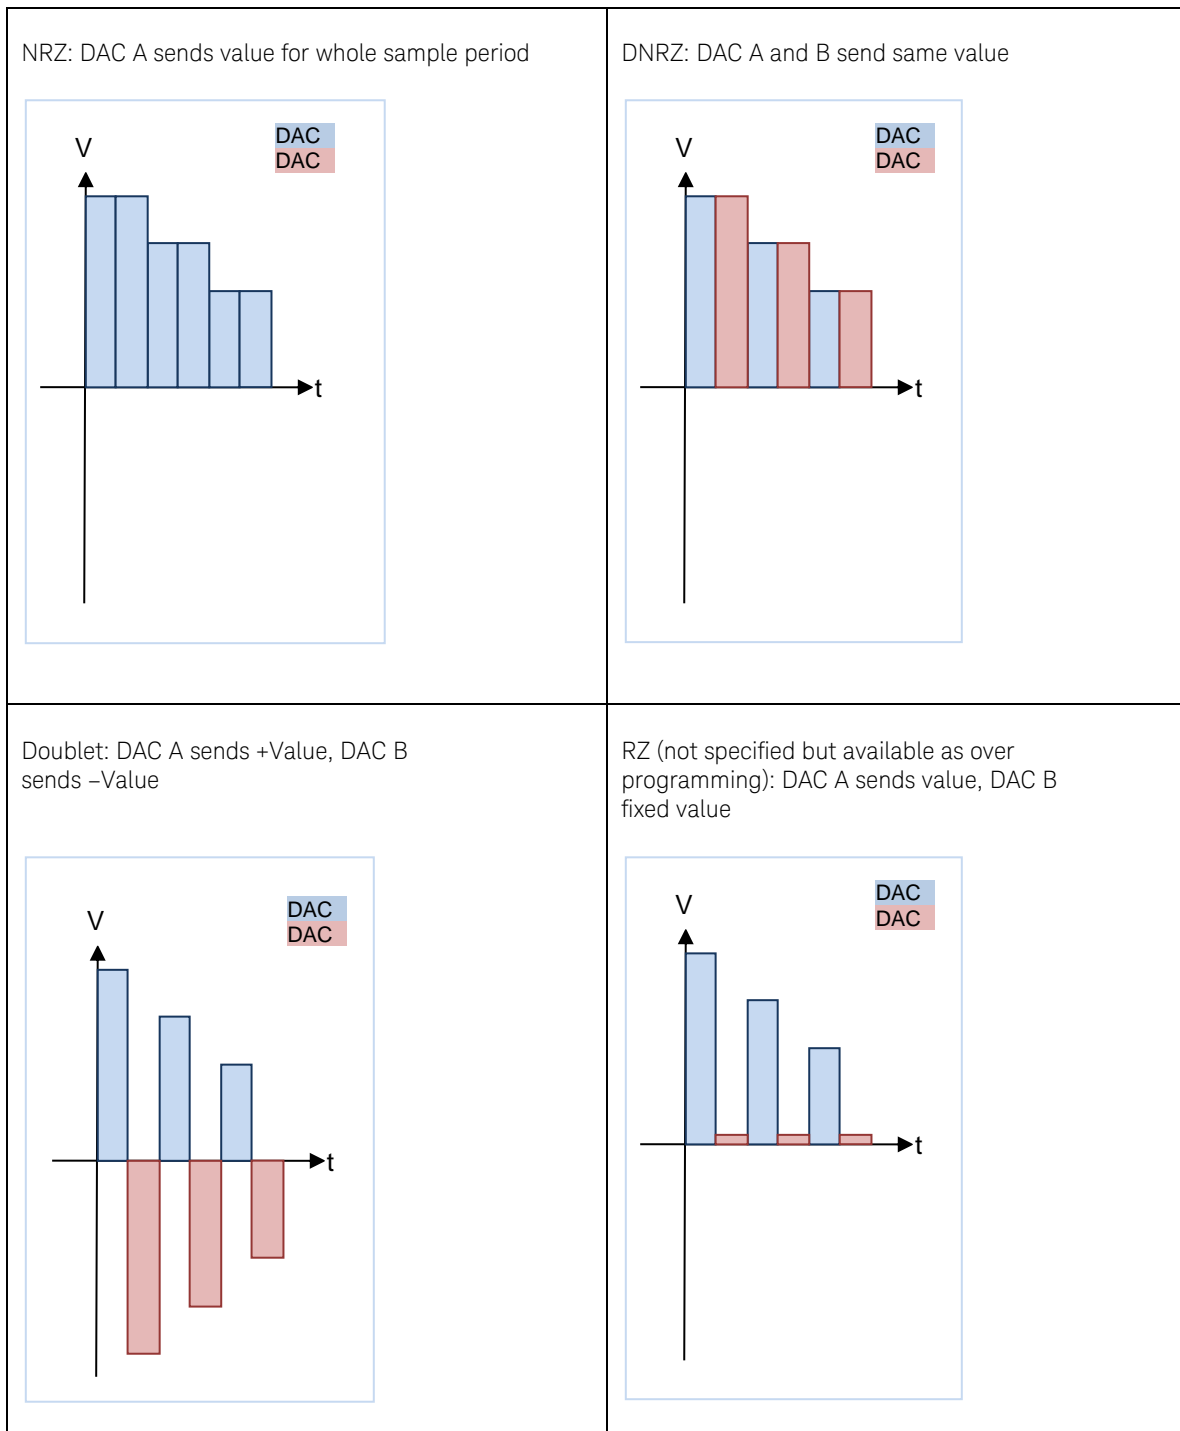 NRZ: DAC A sends value for whole sample period
V
DAC
DAC
t
DNRZ: DAC A and B send same value
V
DAC
DAC
t
Doublet: DAC A sends +Value, DAC B
sends –Value
V
DAC
DAC
t
RZ (not specified but available as over
programming): DAC A sends value, DAC B
fixed value
V
DAC
DAC
t